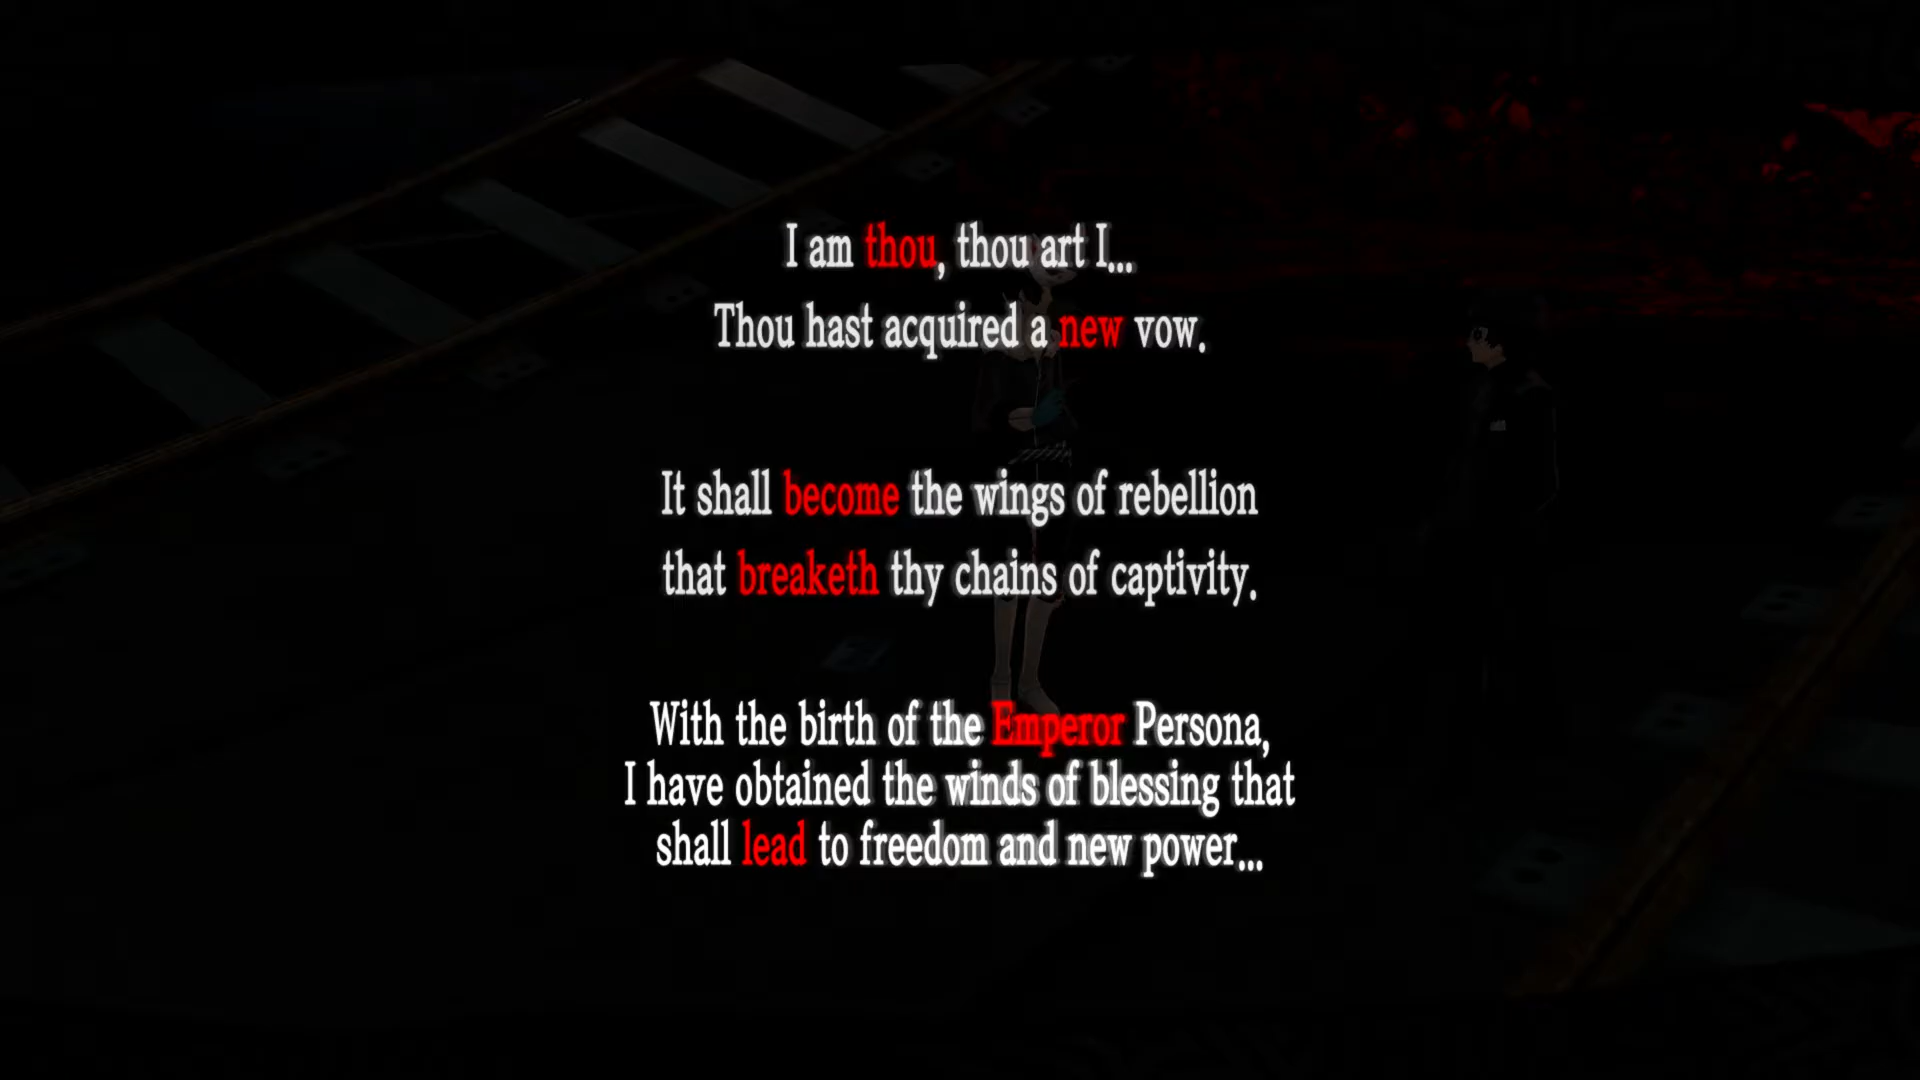 I am thou, thou art I...
Thou hast acquired a new vow.
It shall become the wings of rebellion
that breaketh thy chains of captivity.
With the birth of the Emperor Persona,
I have obtained the winds of blessing that
shall lead to freedom and new power...